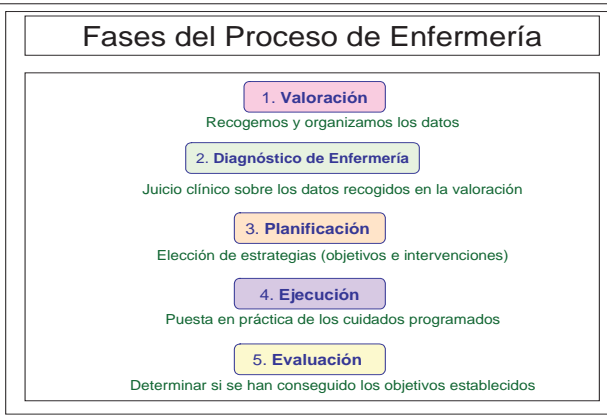 Fases del Proceso de Enfermería
1. Valoración
Recogemos y organizamos los datos
2. Diagnóstico de Enfermería
Juicio clínico sobre los datos recogidos en la valoración
3. Planificación
Elección de estrategias (objetivos e intervenciones)
4. Ejecución
Puesta en práctica de los cuidados programados
5. Evaluación
Determinar si se han conseguido los objetivos establecidos